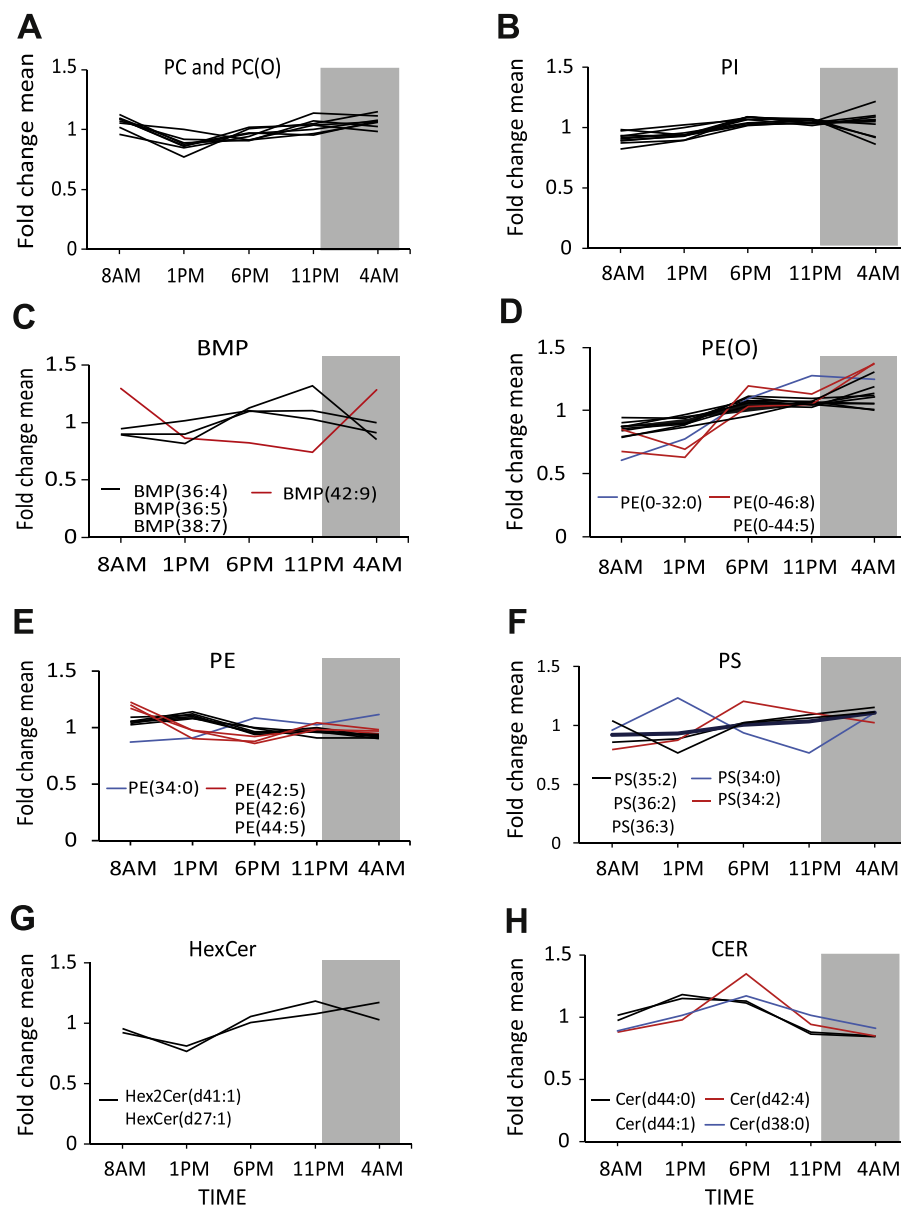 A
PC and PC(O)
Fold change mean
1.5
1
0.5
0
8AM 1PM 6PM 11PM 4AM
B
PI
Fold change mean
1.5
1
0.5
0
8AM 1PM 6PM 11PM 4AM
C
BMP
Fold change mean
1.5
1
0.5
0
BMP(36:4)
BMP(36:5)
BMP(38:7)
BMP(42:9)
8AM 1PM 6PM 11PM 4AM
D
PE(O)
Fold change mean
1.5
1
0.5
0
PE(0-32:0)
PE(0-46:8)
PE(0-44:5)
8AM 1PM 6PM 11PM 4AM
E
PE
Fold change mean
1.5
1
0.5
0
PE(34:0)
PE(42:5)
PE(42:6)
PE(44:5)
8AM 1PM 6PM 11PM 4AM
F
PS
Fold change mean
1.5
1
0.5
0
PS(35:2)
PS(36:2)
PS(36:3)
PS(34:0)
PS(34:2)
8AM 1PM 6PM 11PM 4AM
G
HexCer
Fold change mean
1.5
1
0.5
0
Hex2Cer(d41:1)
HexCer(d27:1)
8AM 1PM 6PM 11PM 4AM
TIME
H
CER
Fold change mean
1.5
1
0.5
0
Cer(d44:0)
Cer(d44:1)
Cer(d42:4)
Cer(d38:0)
8AM 1PM 6PM 11PM 4AM
TIME